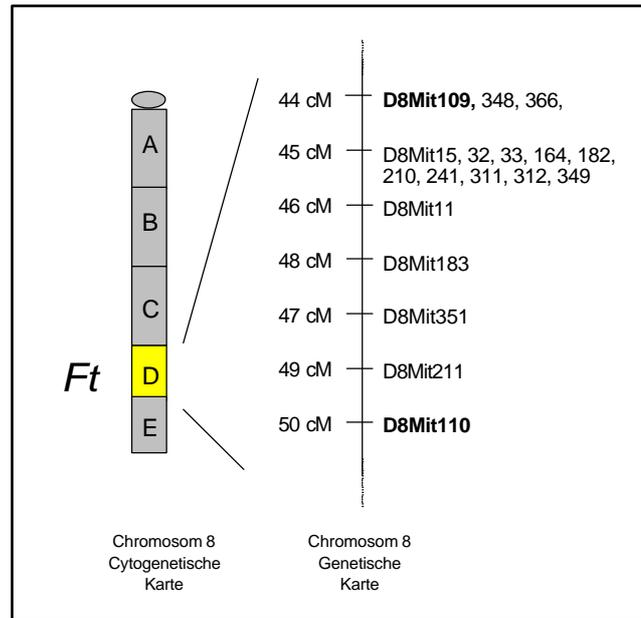 44 cM D8Mit109, 348, 366,
A
45 cM D8Mit15, 32, 33, 164, 182,
210, 241, 311, 312, 349
B
46 cM D8Mit11
48 cM D8Mit183
C
47 cM D8Mit351
Ft D
49 cM D8Mit211
E
50 cM D8Mit110
Chromosom 8
Cytogenetische
Karte
Chromosom 8
Genetische
Karte